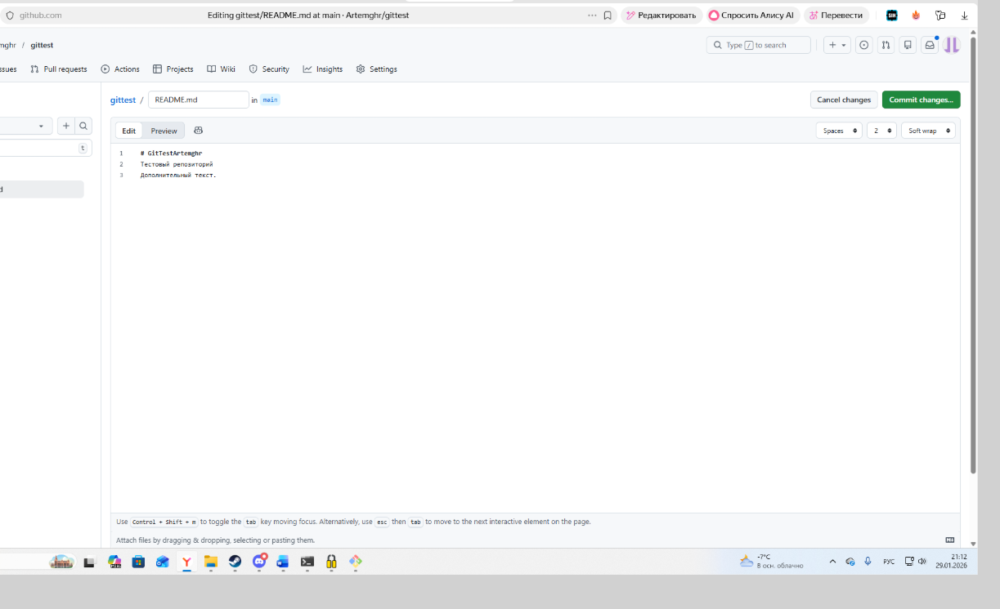 github.com
Editing gittest/README.md at main · Artemghr/gittest
Редактировать
Спросить Алису AI
Перевести
mghr / gittest
Type / to search
ssues
Pull requests
Actions
Projects
Wiki
Security
Insights
Settings
gittest / README.md in main
Cancel changes
Commit changes...
t
d
Edit
Preview
Spaces
2
Soft wrap
1 # GitTestArtemghr
2 Тестовый репозиторий
3 Дополнительный текст.
Use Control + Shift + m to toggle the tab key moving focus. Alternatively, use esc then tab to move to the next interactive element on the page.
Attach files by dragging & dropping, selecting or pasting them.
-7°C
В осн. облачно
РУС
21:12
29.01.2026